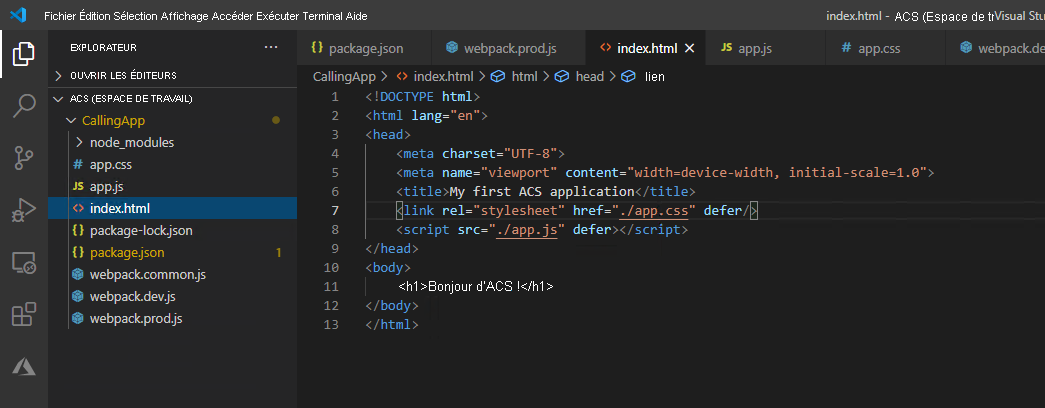 Fichier Édition Sélection Affichage Accéder Exécuter Terminal Aide
index.html - ACS (Espace de tr Visual Stu
EXPLORATEUR ···
OUVRIR LES ÉDITEURS
ACS (ESPACE DE TRAVAIL)
CallingApp
node_modules
# app.css
JS app.js
<> index.html
{} package-lock.json
{} package.json 1
webpack.common.js
webpack.dev.js
webpack.prod.js
{} package.json webpack.prod.js <> index.html × JS app.js # app.css webpack.de
CallingApp > <> index.html > html > head > lien
1 <!DOCTYPE html>
2 <html lang="en">
3 <head>
4 <meta charset="UTF-8">
5 <meta name="viewport" content="width=device-width, initial-scale=1.0">
6 <title>My first ACS application</title>
7 <link rel="stylesheet" href="./app.css" defer/>
8 <script src="./app.js" defer></script>
9 </head>
10 <body>
11 <h1>Bonjour d'ACS !</h1>
12 </body>
13 </html>